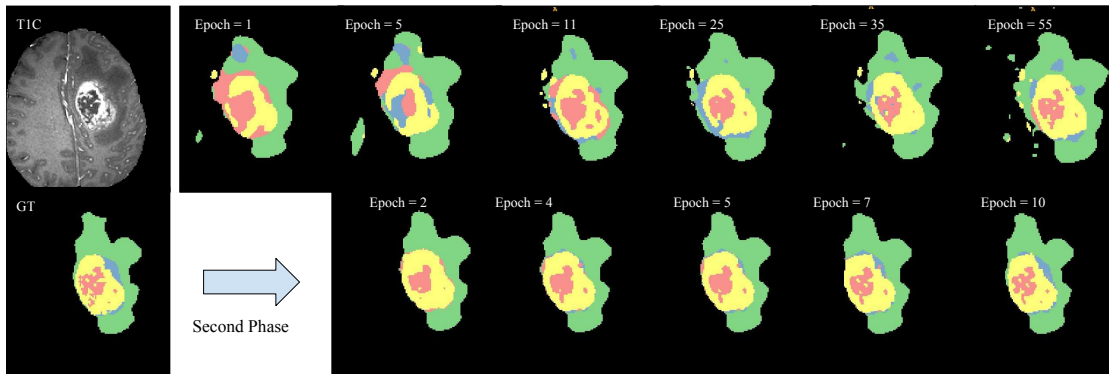 T1C
Epoch = 1
Epoch = 5
Epoch = 11
Epoch = 25
Epoch = 35
Epoch = 55
GT
Second Phase
Epoch = 2
Epoch = 4
Epoch = 5
Epoch = 7
Epoch = 10